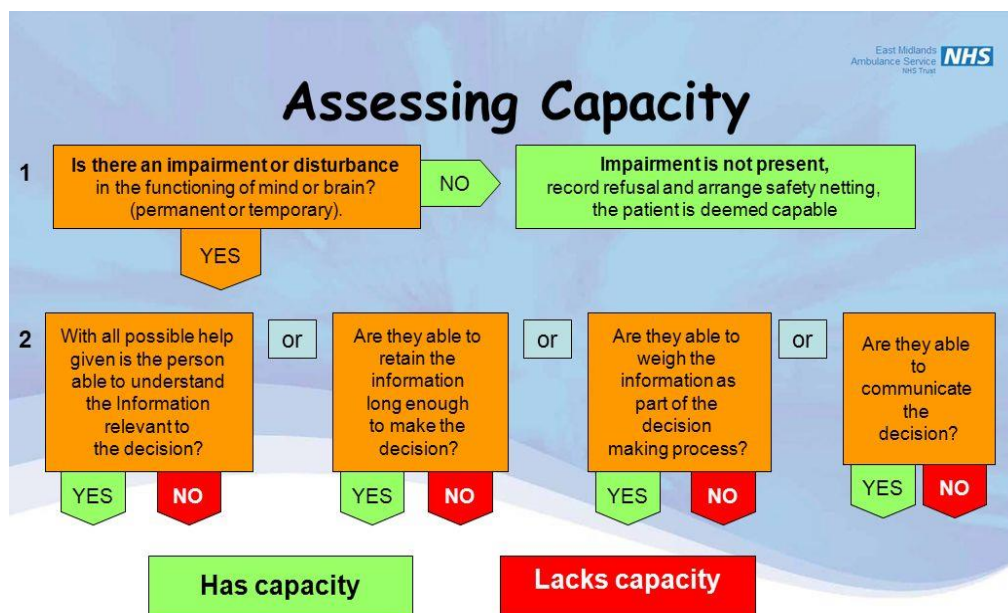 East Midlands
Ambulance Service
NHS Trust
NHS
Assessing Capacity
1
Is there an impairment or disturbance
in the functioning of mind or brain?
(permanent or temporary).
NO
Impairment is not present,
record refusal and arrange safety netting,
the patient is deemed capable
YES
2
With all possible help
given is the person
able to understand
the Information
relevant to
the decision?
or
Are they able to
retain the
information
long enough
to make the
decision?
or
Are they able to
weigh the
information as
part of the
decision
making process?
or
Are they able
to
communicate
the
decision?
YES
NO
YES
NO
YES
NO
YES
NO
Has capacity
Lacks capacity